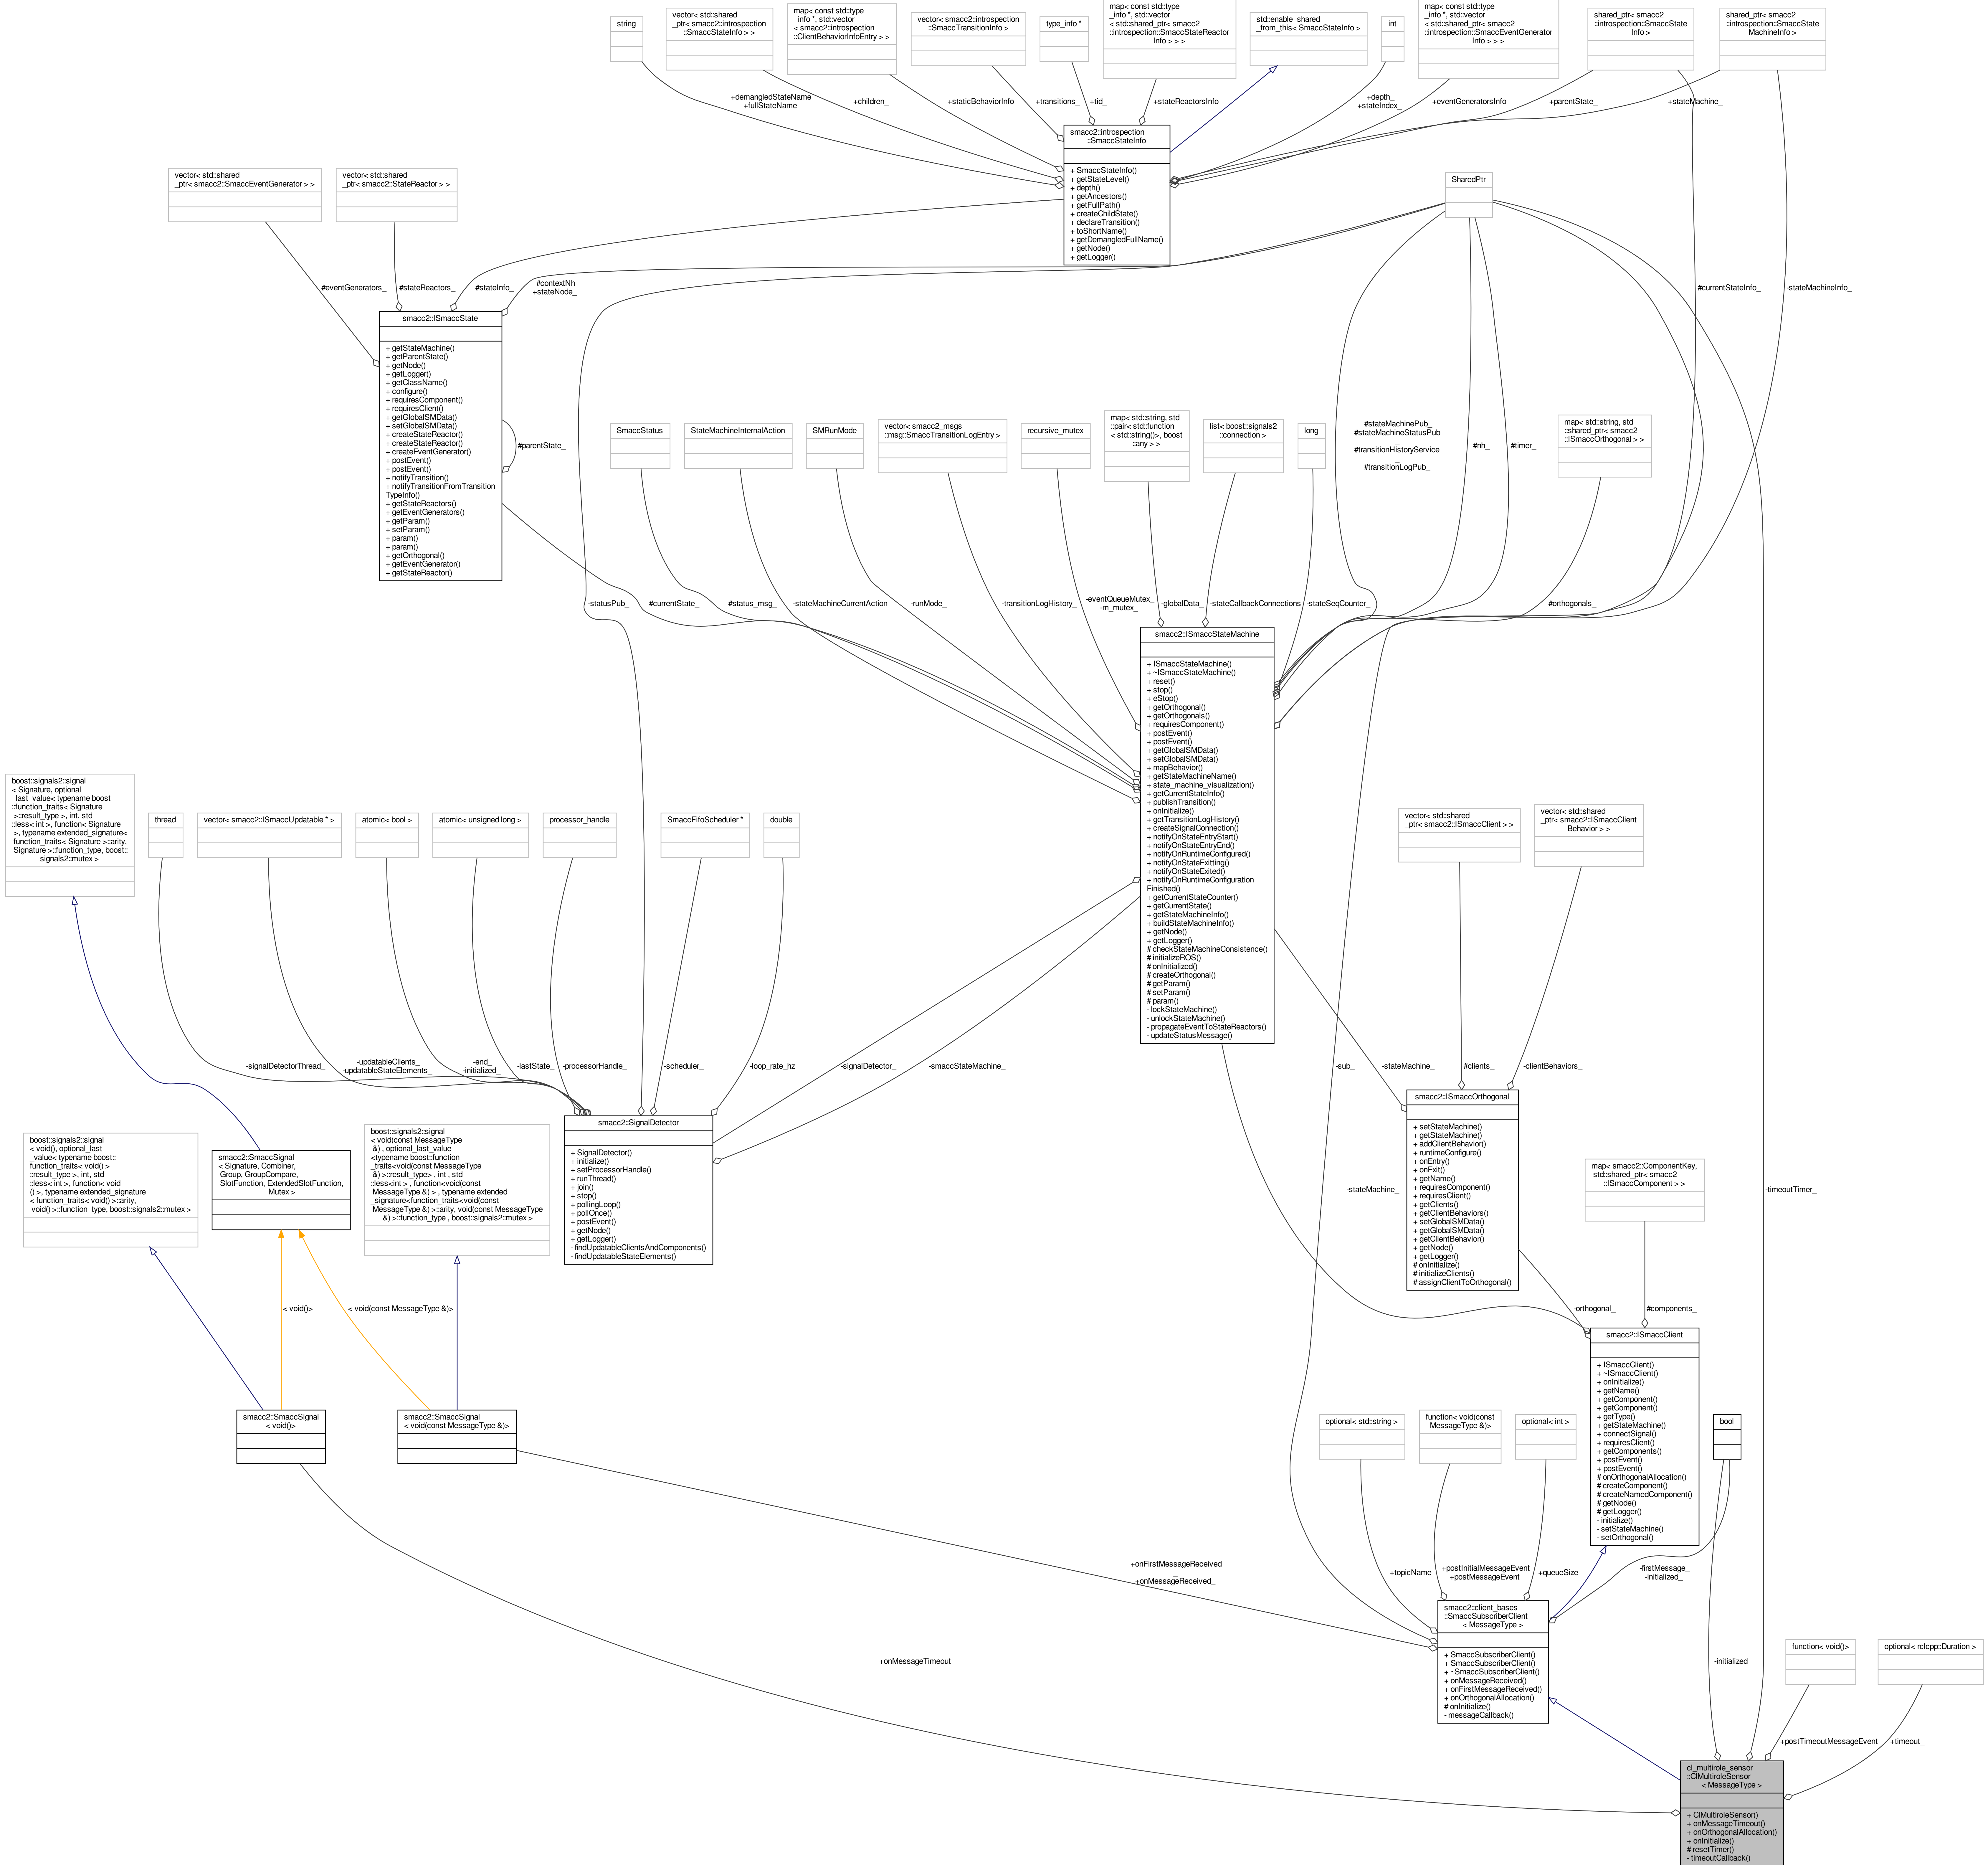 string
vector< std::shared
_ptr< smacc2::introspection
::SmaccStateInfo > >
map< const std::type
_info *, std::vector
< smacc2::introspection
::ClientBehaviorInfoEntry > >
vector< smacc2::introspection
::SmaccTransitionInfo >
type_info *
map< const std::type
_info *, std::vector
< std::shared_ptr< smacc2
::introspection::SmaccStateReactor
Info > > >
std::enable_shared
_from_this< SmaccStateInfo >
int
map< const std::type
_info *, std::vector
< std::shared_ptr< smacc2
::introspection::SmaccEventGenerator
Info > > >
shared_ptr< smacc2
::introspection::SmaccState
Info >
shared_ptr< smacc2
::introspection::SmaccState
MachineInfo >
+demangledStateName
+fullStateName
+children_
+staticBehaviorInfo
+transitions_
+tid_
+stateReactorsInfo
+depth_
+stateIndex_
+eventGeneratorsInfo
+parentState_
+stateMachine_
smacc2::introspection
::SmaccStateInfo
+ SmaccStateInfo()
+ getStateLevel()
+ depth()
+ getAncestors()
+ getFullPath()
+ createChildState()
+ declareTransition()
+ toShortName()
+ getDemangledFullName()
+ getNode()
+ getLogger()
vector< std::shared
_ptr< smacc2::SmaccEventGenerator > >
vector< std::shared
_ptr< smacc2::StateReactor > >
SharedPtr
#eventGenerators_
#stateReactors_
#stateInfo_
#contextNh
+stateNode_
#currentStateInfo_
-stateMachineInfo_
smacc2::ISmaccState
+ getStateMachine()
+ getParentState()
+ getNode()
+ getLogger()
+ getClassName()
+ configure()
+ requiresComponent()
+ requiresClient()
+ getGlobalSMData()
+ setGlobalSMData()
+ createStateReactor()
+ createStateReactor()
+ createEventGenerator()
+ postEvent()
+ postEvent()
+ notifyTransition()
+ notifyTransitionFromTransition
TypeInfo()
+ getStateReactors()
+ getEventGenerators()
+ getParam()
+ setParam()
+ param()
+ param()
+ getOrthogonal()
+ getEventGenerator()
+ getStateReactor()
#parentState_
SmaccStatus
StateMachineInternalAction
SMRunMode
vector< smacc2_msgs
::msg::SmaccTransitionLogEntry >
recursive_mutex
map< std::string, std
::pair< std::function
< std::string()>, boost
::any > >
list< boost::signals2
::connection >
long
#stateMachinePub_
#stateMachineStatusPub
_
#transitionHistoryService
_
#transitionLogPub_
#nh_
#timer_
map< std::string, std
::shared_ptr< smacc2
::ISmaccOrthogonal > >
-statusPub_
#currentState_
#status_msg_
-stateMachineCurrentAction
-runMode_
-transitionLogHistory_
-eventQueueMutex_
-m_mutex_
-globalData_
-stateCallbackConnections
-stateSeqCounter_
#orthogonals_
smacc2::ISmaccStateMachine
+ ISmaccStateMachine()
+ ~ISmaccStateMachine()
+ reset()
+ stop()
+ eStop()
+ getOrthogonal()
+ getOrthogonals()
+ requiresComponent()
+ postEvent()
+ postEvent()
+ getGlobalSMData()
+ setGlobalSMData()
+ mapBehavior()
+ getStateMachineName()
+ state_machine_visualization()
+ getCurrentStateInfo()
+ publishTransition()
+ onInitialize()
+ getTransitionLogHistory()
+ createSignalConnection()
+ notifyOnStateEntryStart()
+ notifyOnStateEntryEnd()
+ notifyOnRuntimeConfigured()
+ notifyOnStateExitting()
+ notifyOnStateExited()
+ notifyOnRuntimeConfiguration
Finished()
+ getCurrentStateCounter()
+ getCurrentState()
+ getStateMachineInfo()
+ buildStateMachineInfo()
+ getNode()
+ getLogger()
# checkStateMachineConsistence()
# initializeROS()
# onInitialized()
# createOrthogonal()
# getParam()
# setParam()
# param()
- lockStateMachine()
- unlockStateMachine()
- propagateEventToStateReactors()
- updateStatusMessage()
boost::signals2::signal
< Signature, optional
_last_value< typename boost
::function_traits< Signature
>::result_type >, int, std
::less< int >, function< Signature
>, typename extended_signature<
function_traits< Signature >::arity,
Signature >::function_type, boost::
signals2::mutex >
thread
vector< smacc2::ISmaccUpdatable * >
atomic< bool >
atomic< unsigned long >
processor_handle
SmaccFifoScheduler *
double
vector< std::shared
_ptr< smacc2::ISmaccClient > >
vector< std::shared
_ptr< smacc2::ISmaccClient
Behavior > >
-signalDetectorThread_
-updatableClients_
-updatableStateElements_
-end_
-initialized_
-lastState_
-processorHandle_
-scheduler_
-loop_rate_hz
-signalDetector_
-smaccStateMachine_
-sub_
-stateMachine_
#clients_
-clientBehaviors_
smacc2::SignalDetector
+ SignalDetector()
+ initialize()
+ setProcessorHandle()
+ runThread()
+ join()
+ stop()
+ pollingLoop()
+ pollOnce()
+ postEvent()
+ getNode()
+ getLogger()
- findUpdatableClientsAndComponents()
- findUpdatableStateElements()
boost::signals2::signal
< void(), optional_last
_value< typename boost::
function_traits< void() >
::result_type >, int, std
::less< int >, function< void
() >, typename extended_signature
< function_traits< void() >::arity,
void() >::function_type, boost::signals2::mutex >
smacc2::SmaccSignal
< Signature, Combiner,
Group, GroupCompare,
SlotFunction, ExtendedSlotFunction,
Mutex >
boost::signals2::signal
< void(const MessageType
&) , optional_last_value
<typename boost::function
_traits<void(const MessageType
&) >::result_type> , int , std
::less<int > , function<void(const
MessageType &) > , typename extended
_signature<function_traits<void(const
MessageType &) >::arity, void(const MessageType
&) >::function_type , boost::signals2::mutex >
smacc2::ISmaccOrthogonal
+ setStateMachine()
+ getStateMachine()
+ addClientBehavior()
+ runtimeConfigure()
+ onEntry()
+ onExit()
+ getName()
+ requiresComponent()
+ requiresClient()
+ getClients()
+ getClientBehaviors()
+ setGlobalSMData()
+ getGlobalSMData()
+ getClientBehavior()
+ getNode()
+ getLogger()
# onInitialize()
# initializeClients()
# assignClientToOrthogonal()
map< smacc2::ComponentKey,
std::shared_ptr< smacc2
::ISmaccComponent > >
-stateMachine_
-timeoutTimer_
< void()>
< void(const MessageType &)>
-orthogonal_
#components_
smacc2::ISmaccClient
+ ISmaccClient()
+ ~ISmaccClient()
+ onInitialize()
+ getName()
+ getComponent()
+ getComponent()
+ getType()
+ getStateMachine()
+ connectSignal()
+ requiresClient()
+ getComponents()
+ postEvent()
+ postEvent()
# onOrthogonalAllocation()
# createComponent()
# createNamedComponent()
# getNode()
# getLogger()
- initialize()
- setStateMachine()
- setOrthogonal()
smacc2::SmaccSignal
< void()>
smacc2::SmaccSignal
< void(const MessageType &)>
optional< std::string >
function< void(const
MessageType &)>
optional< int >
bool
+onFirstMessageReceived
_
+onMessageReceived_
+topicName
+postInitialMessageEvent
+postMessageEvent
+queueSize
-firstMessage_
-initialized_
smacc2::client_bases
::SmaccSubscriberClient
< MessageType >
+ SmaccSubscriberClient()
+ SmaccSubscriberClient()
+ ~SmaccSubscriberClient()
+ onMessageReceived()
+ onFirstMessageReceived()
+ onOrthogonalAllocation()
# onInitialize()
- messageCallback()
function< void()>
optional< rclcpp::Duration >
+onMessageTimeout_
-initialized_
+postTimeoutMessageEvent
+timeout_
cl_multirole_sensor
::ClMultiroleSensor
< MessageType >
+ ClMultiroleSensor()
+ onMessageTimeout()
+ onOrthogonalAllocation()
+ onInitialize()
# resetTimer()
- timeoutCallback()